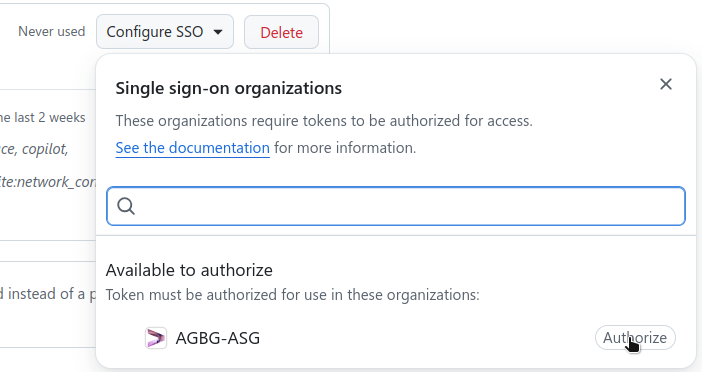 Never used Configure SSO Delete
Single sign-on organizations
These organizations require tokens to be authorized for access.
he last 2 weeks
See the documentation for more information.
ce, copilot,
ite:network_con
Available to authorize
d instead of a p
Token must be authorized for use in these organizations:
AGBG-ASG Authorize